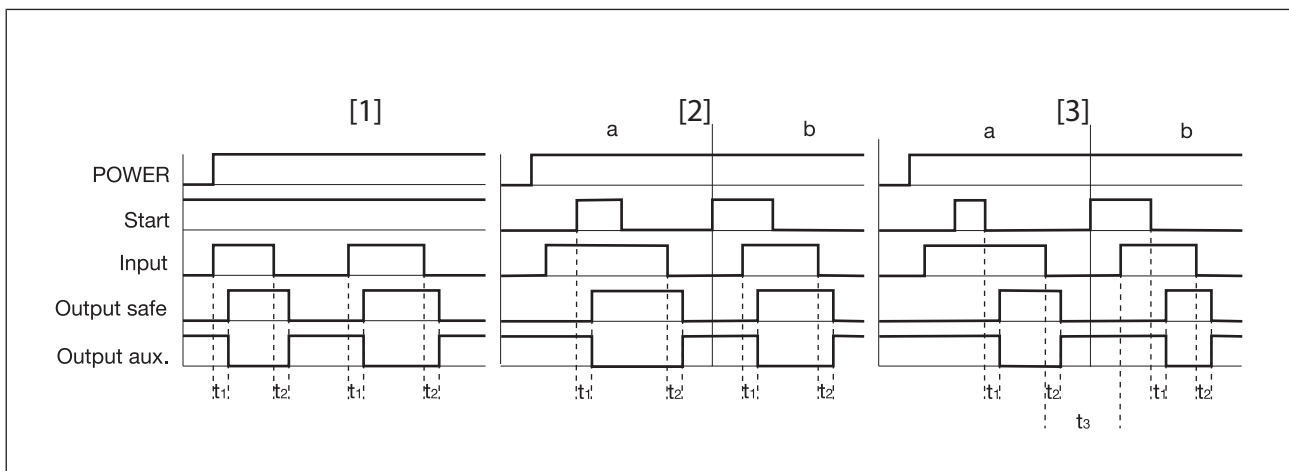 [1] [2] [3]
a b a b
POWER
Start
Input
Output safe
Output aux.
t1 t2 t1 t2 t1 t2 t1 t2 t1 t2 t1 t2
t3